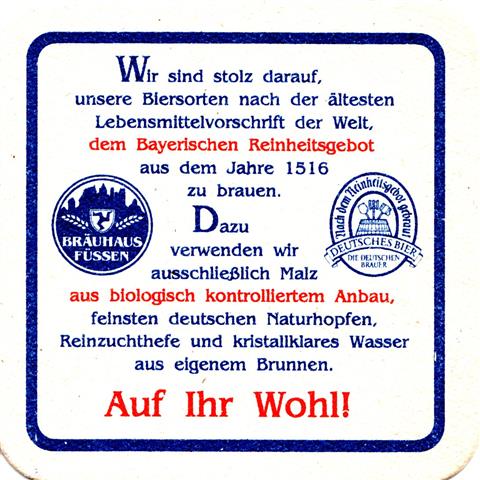 Wir sind stolz darauf,
unsere Biersorten nach der ältesten
Lebensmittelvorschrift der Welt,
dem Bayerischen Reinheitsgebot
aus dem Jahre 1516
zu brauen.
Dazu
verwenden wir
ausschließlich Malz
aus biologisch kontrolliertem Anbau,
feinsten deutschen Naturhopfen,
Reinzuchthefe und kristallklares Wasser
aus eigenem Brunnen.
Auf Ihr Wohl!
BRÄUHAUS
FÜSSEN
Nach dem Reinheitsgebot gebraut
DEUTSCHES BIER
DIE DEUTSCHEN
BRAUER